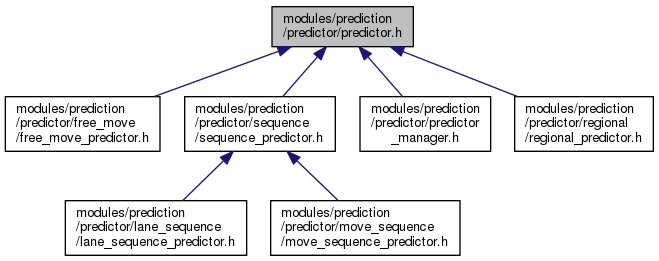 modules/prediction
/predictor/predictor.h
modules/prediction
/predictor/free_move
/free_move_predictor.h
modules/prediction
/predictor/sequence
/sequence_predictor.h
modules/prediction
/predictor/predictor
_manager.h
modules/prediction
/predictor/regional
/regional_predictor.h
modules/prediction
/predictor/lane_sequence
/lane_sequence_predictor.h
modules/prediction
/predictor/move_sequence
/move_sequence_predictor.h